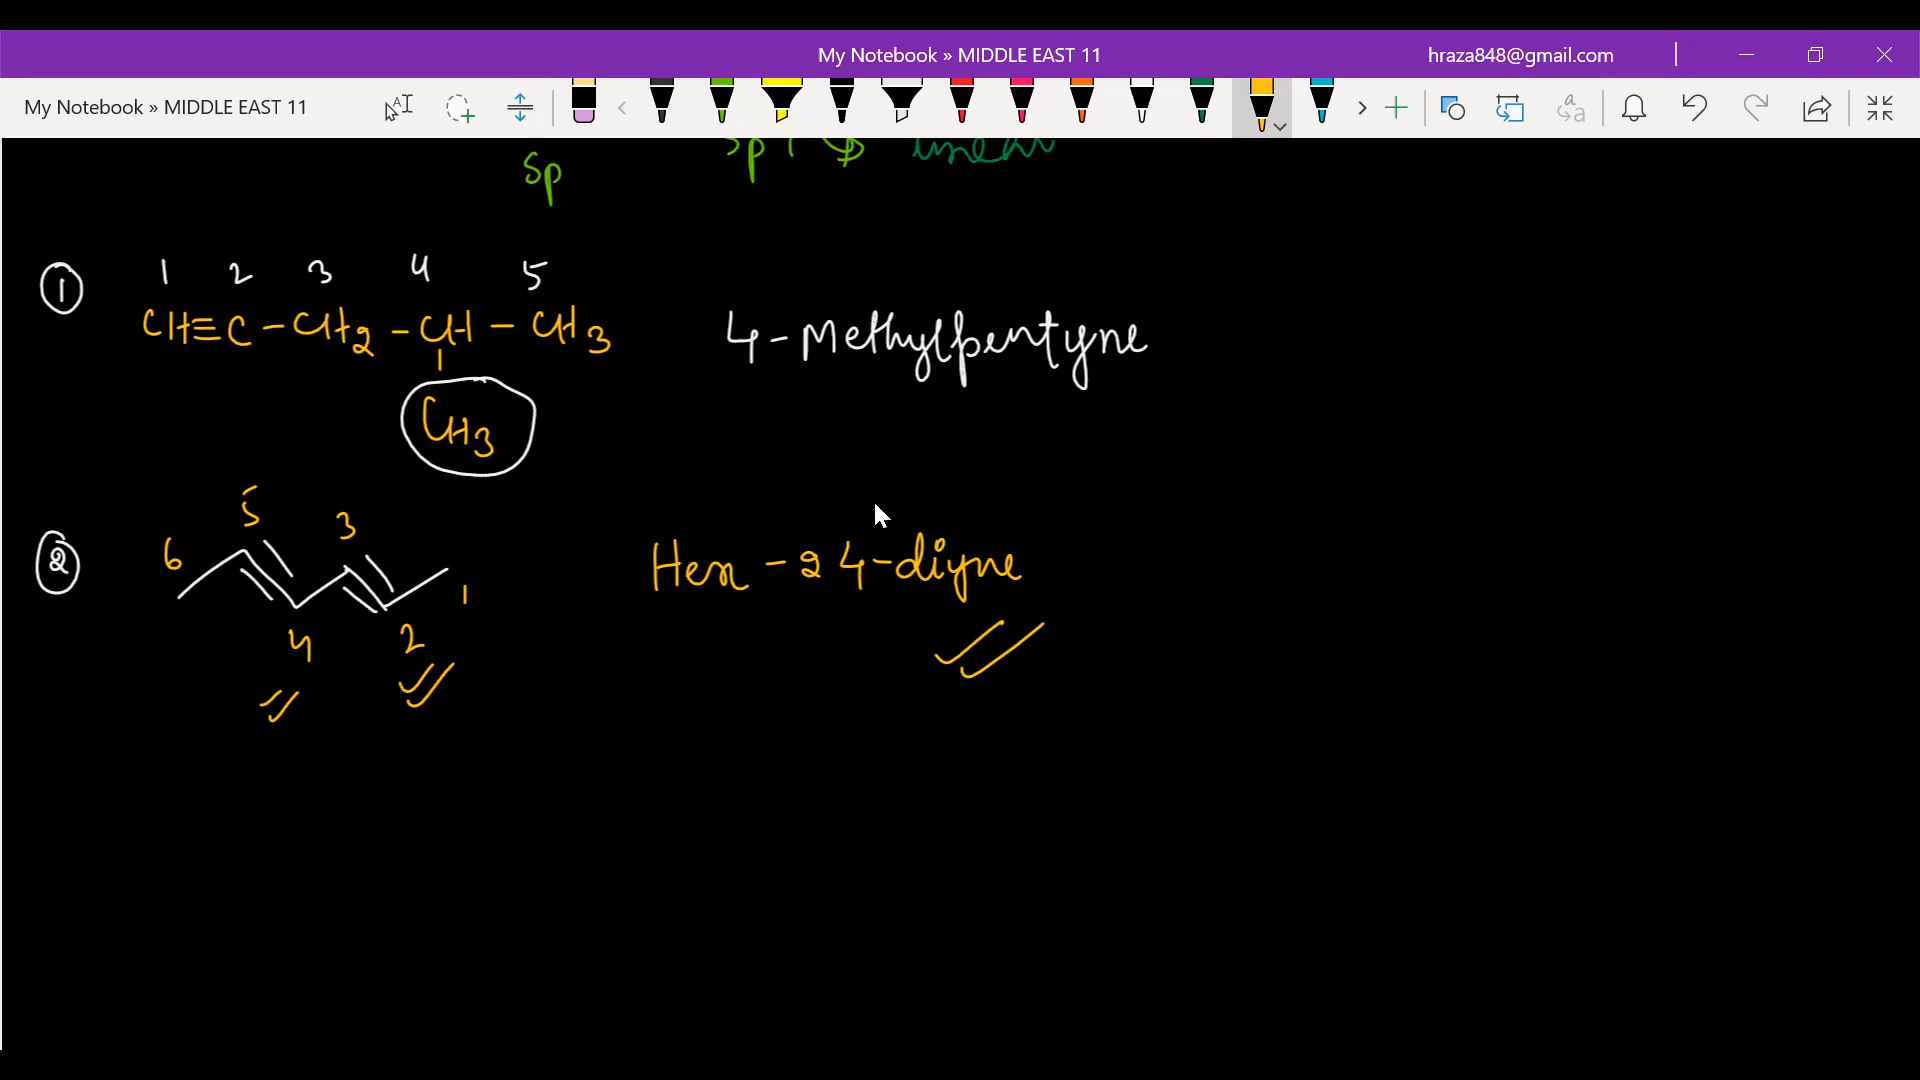 My Notebook » MIDDLE EAST 11
hraza848@gmail.com
My Notebook » MIDDLE EAST 11
Sp
linear
① 1 2 3 4 5
CH≡C-CH2-CH-CH3
4-Methylpentyne
CH3
② 6 5 4 3 2 1
Hex-2 4-diyne